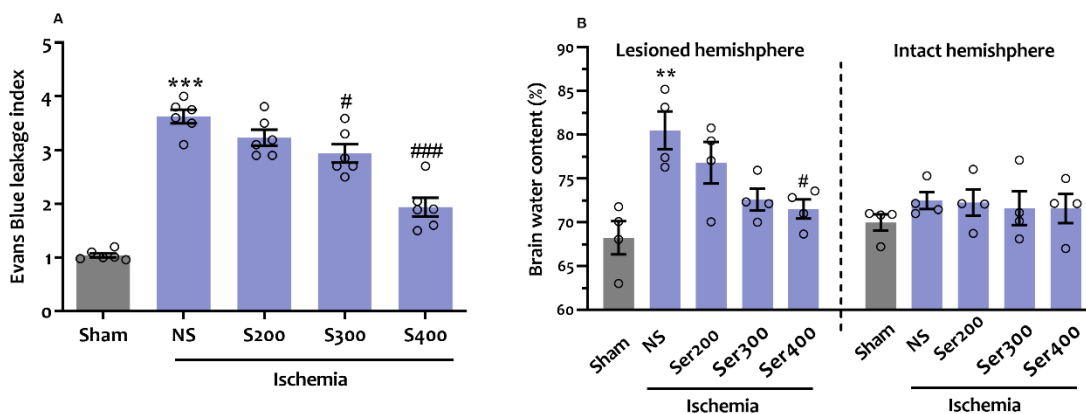 A
Evans Blue leakage index
5
4
3
2
1
0
***
#
###
Sham
NS
S200
S300
S400
Ischemia
B
Brain water content (%)
90
85
80
75
70
65
60
Lesioned hemishphere
Intact hemishphere
**
#
Sham
NS
Ser200
Ser300
Ser400
Sham
NS
Ser200
Ser300
Ser400
Ischemia
Ischemia